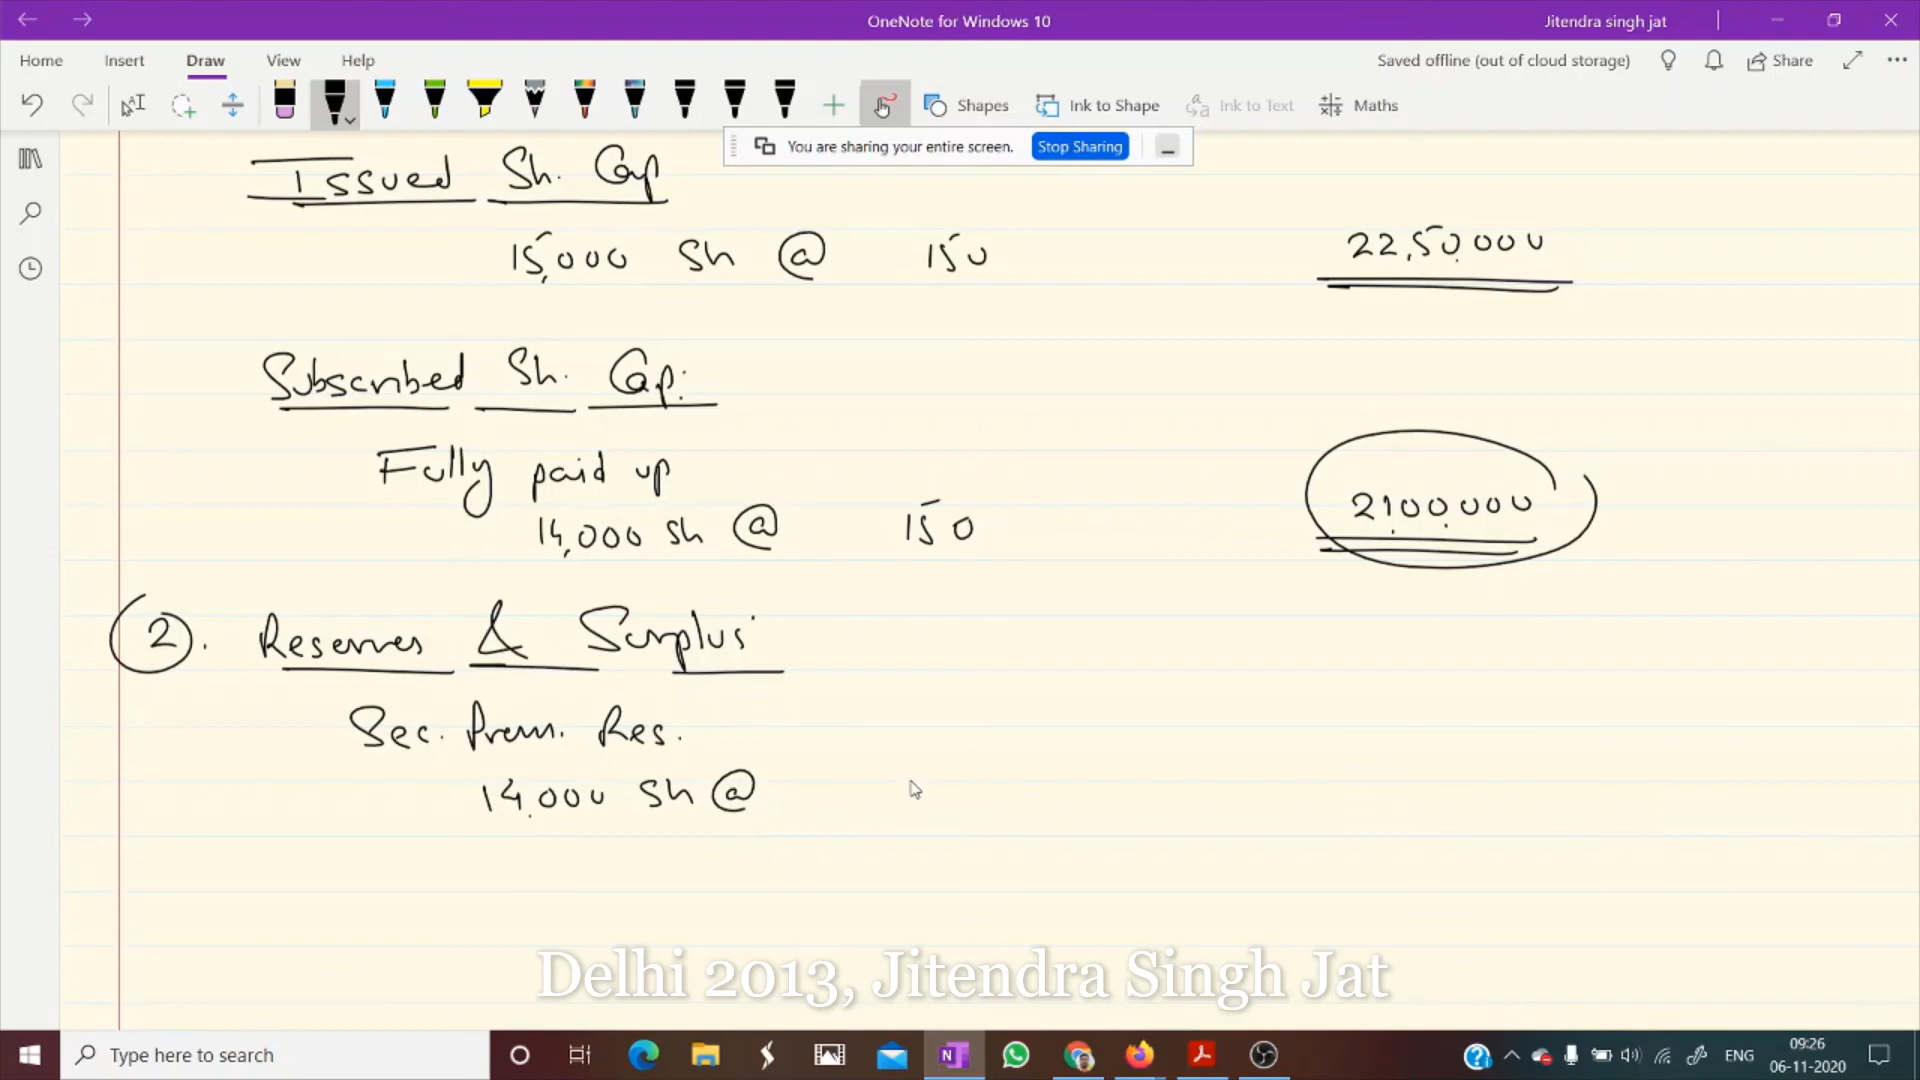 OneNote for Windows 10
Jitendra singh jat
Home Insert Draw View Help
Saved offline (out of cloud storage)
Share
Shapes
Ink to Shape
Ink to Text
Maths
You are sharing your entire screen.
Stop Sharing
Issued Sh. Cap
15,000 Sh @ 150 22,50,000
Subscribed Sh. Cap.
Fully paid up
14,000 Sh @ 150 21,00,000
2. Reserves & Surplus
Sec. Prem. Res.
14,000 Sh @
Delhi 2013, Jitendra Singh Jat
Type here to search
ENG
09:26
06-11-2020